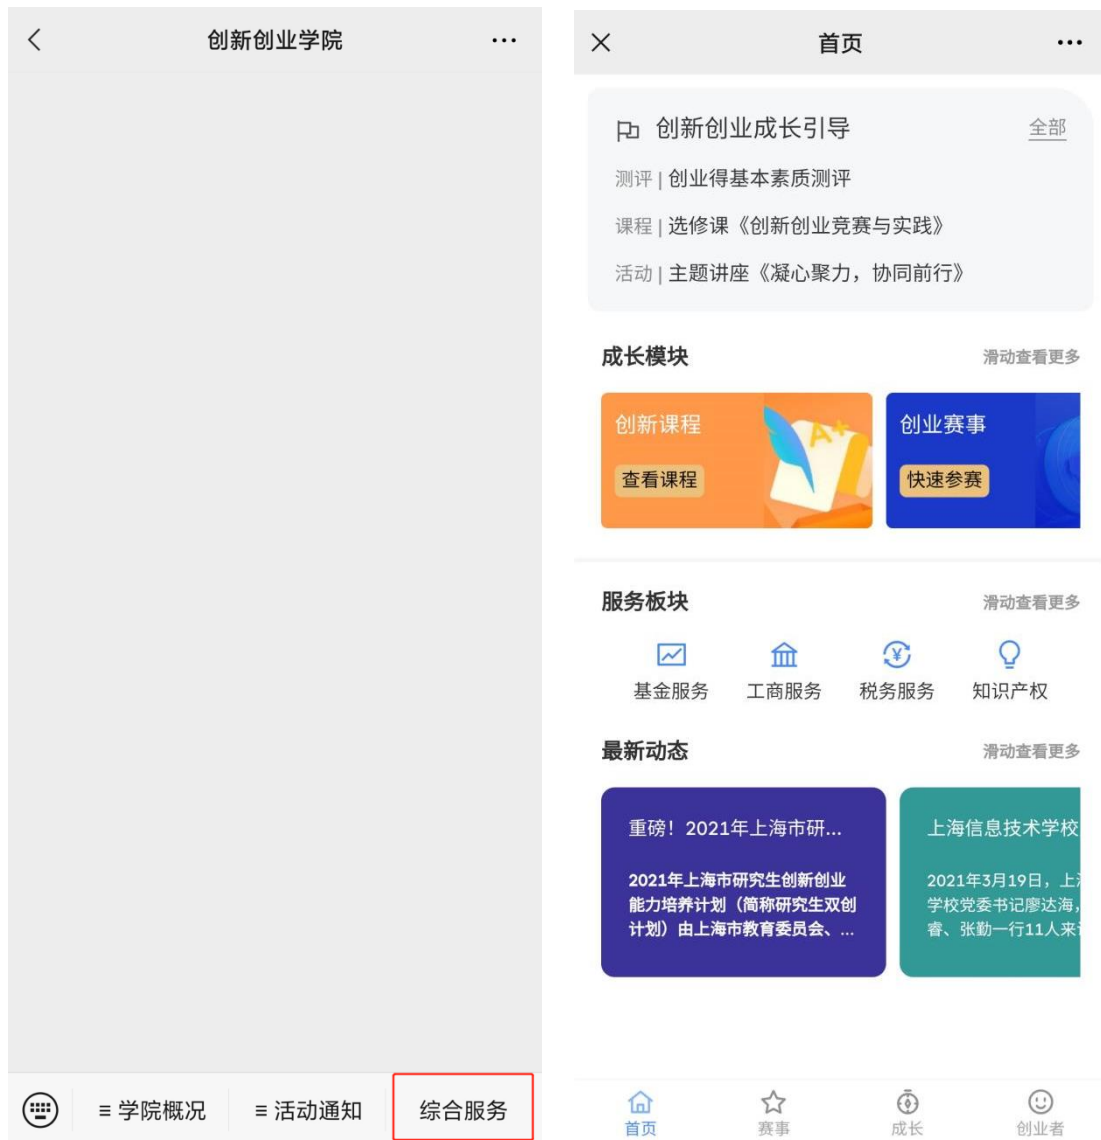 创新创业学院
≡ 学院概况
≡ 活动通知
综合服务
首页
创新创业成长引导
全部
测评 | 创业得基本素质测评
课程 | 选修课《创新创业竞赛与实践》
活动 | 主题讲座《凝心聚力，协同前行》
成长模块
滑动查看更多
创新课程
查看课程
A+
创业赛事
快速参赛
服务板块
滑动查看更多
基金服务
工商服务
税务服务
知识产权
最新动态
滑动查看更多
重磅！2021年上海市研...
2021年上海市研究生创新创业
能力培养计划（简称研究生双创
计划）由上海市教育委员会、...
上海信息技术学校
2021年3月19日，上海
学校党委书记廖达海，
睿、张勤一行11人来
首页
赛事
成长
创业者